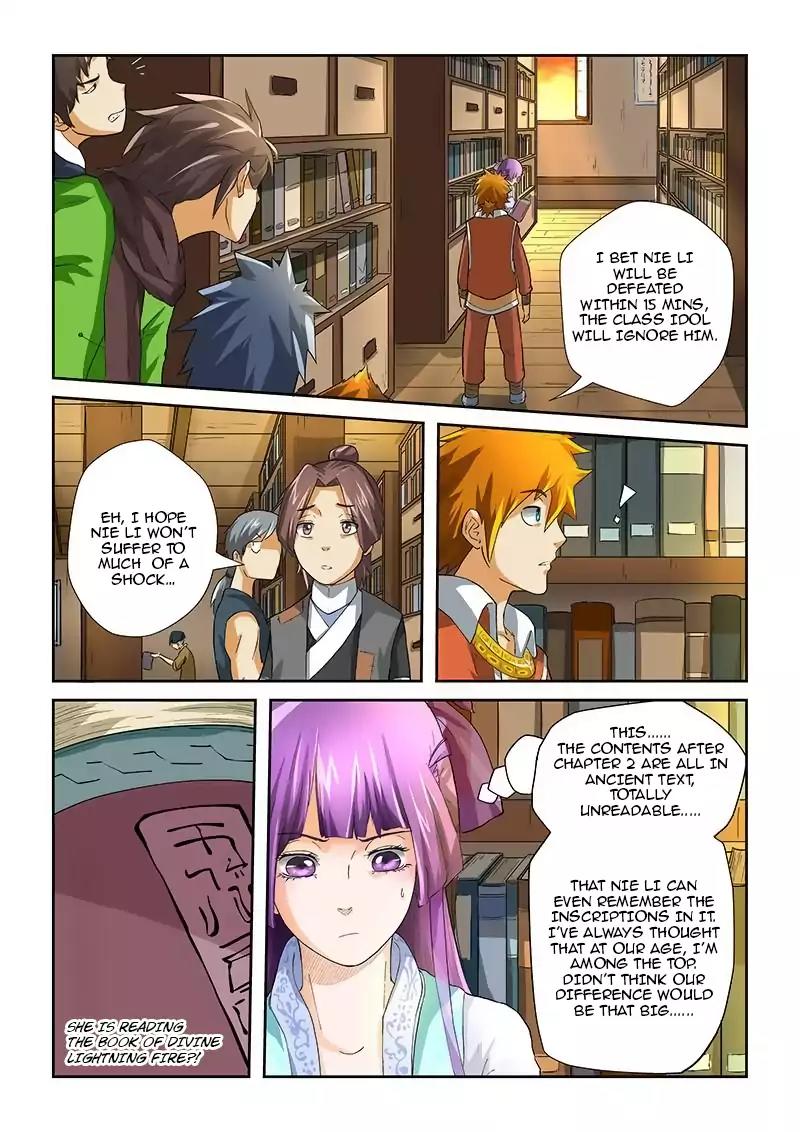 I BET NIE LI
WILL BE
DEFEATED
WITHIN 15 MINS,
THE CLASS IDOL
WILL IGNORE HIM.
EH, I HOPE
NIE LI WON'T
SUFFER TO
MUCH OF A
SHOCK...
SHE IS READING
THE BOOK OF DIVINE
LIGHTNING FIRE?!
THIS......
THE CONTENTS AFTER
CHAPTER 2 ARE ALL IN
ANCIENT TEXT,
TOTALLY
UNREADABLE.....
THAT NIE LI CAN
EVEN REMEMBER THE
INSCRIPTIONS IN IT.
I'VE ALWAYS THOUGHT
THAT AT OUR AGE, I'M
AMONG THE TOP.
DIDN'T THINK OUR
DIFFERENCE WOULD
BE THAT BIG......